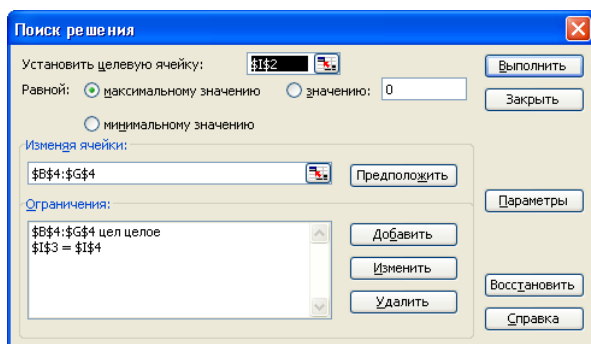 Поиск решения
Установить целевую ячейку: $I$2 Выполнить
Равной: максимальному значению значению: 0 Закрыть
минимальному значению
Изменяя ячейки:
$B$4:$G$4 Предположить
Параметры
Ограничения:
$B$4:$G$4 цел целое Добавить
$I$3 = $I$4
Изменить
Восстановить
Удалить
Справка